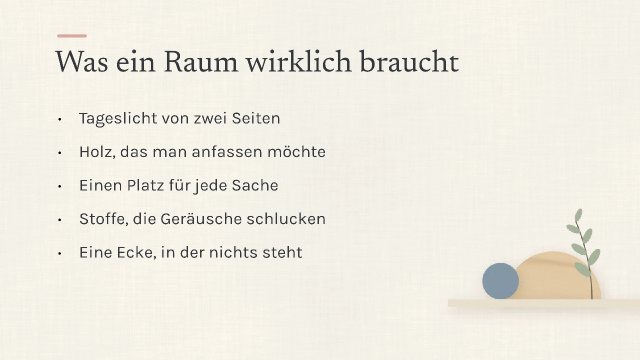 Was ein Raum wirklich braucht
• Tageslicht von zwei Seiten
• Holz, das man anfassen möchte
• Einen Platz für jede Sache
• Stoffe, die Geräusche schlucken
• Eine Ecke, in der nichts steht